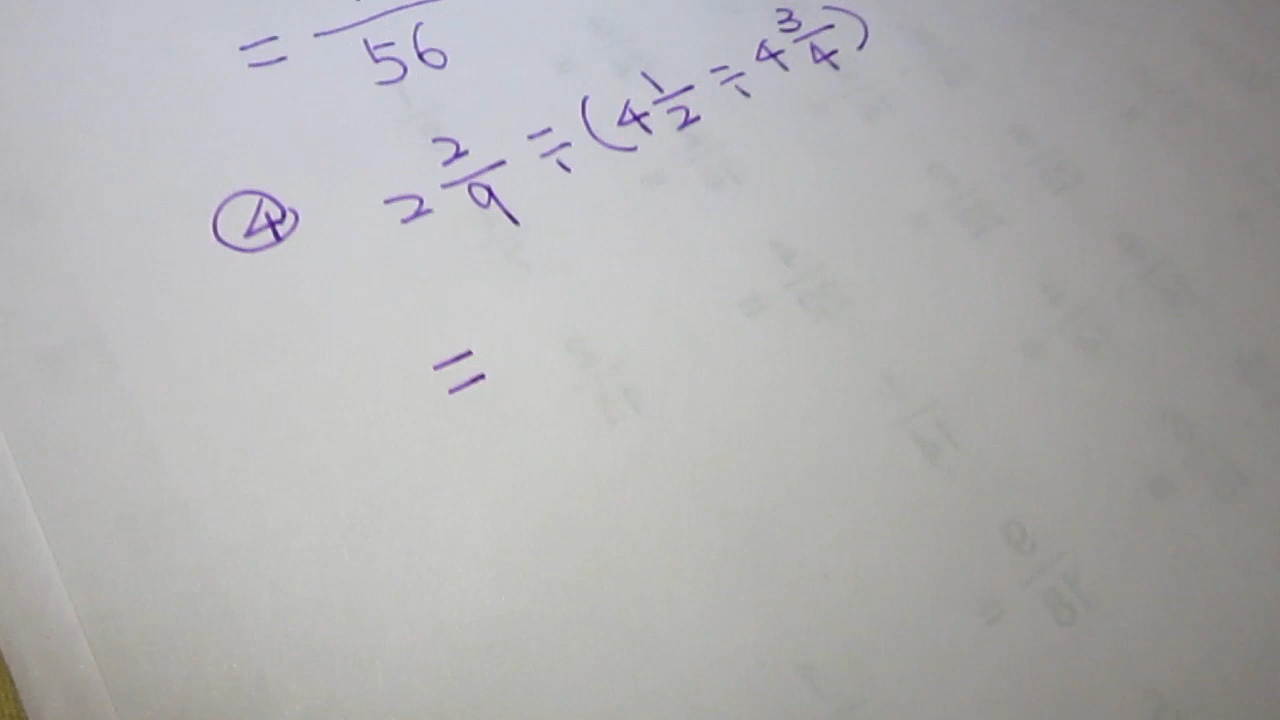 = /56
④ 2 2/9 ÷ (4 1/2 ÷ 4 3/4)
=